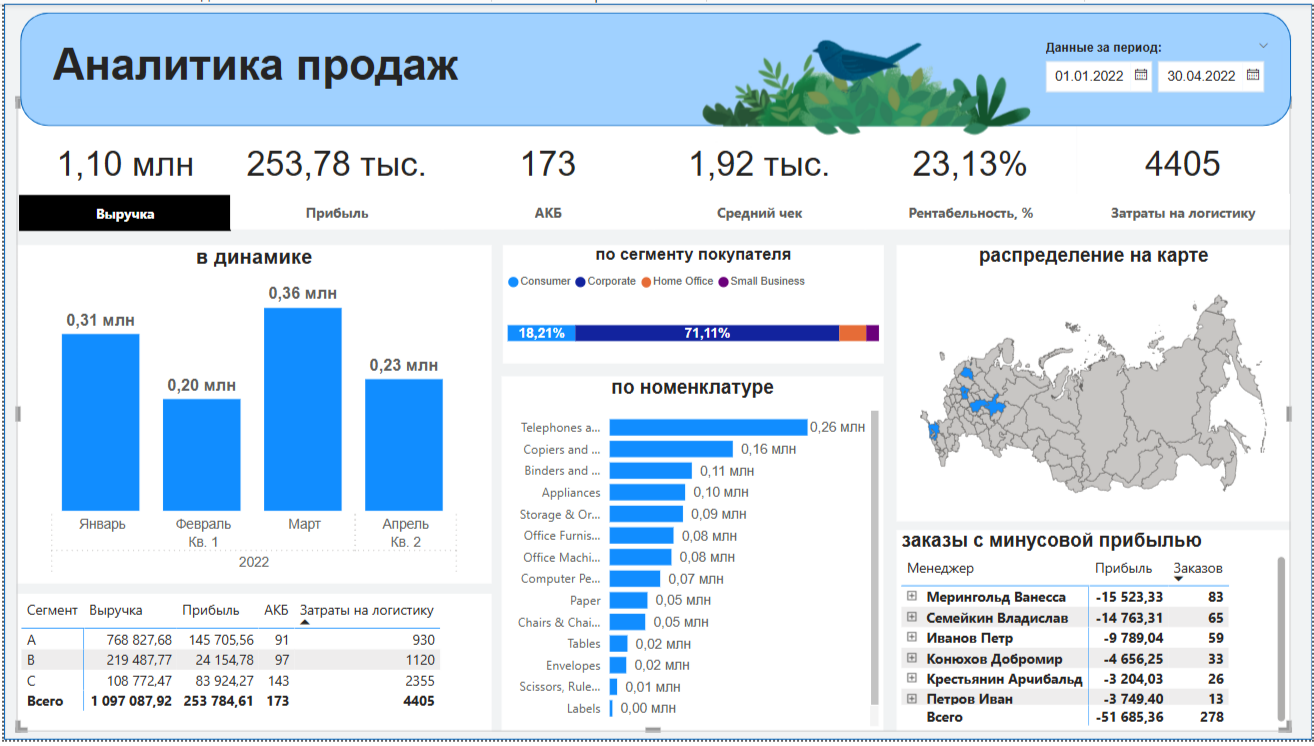 Аналитика продаж
Данные за период:
01.01.2022 30.04.2022
1,10 млн 253,78 тыс. 173 1,92 тыс. 23,13% 4405
Выручка Прибыль АКБ Средний чек Рентабельность, % Затраты на логистику
в динамике
0,31 млн
0,20 млн
0,36 млн
0,23 млн
Январь Февраль Март Апрель
Кв. 1 Кв. 2
2022
Сегмент Выручка Прибыль АКБ Затраты на логистику
A 768 827,68 145 705,56 91 930
B 219 487,77 24 154,78 97 1120
C 108 772,47 83 924,27 143 2355
Всего 1 097 087,92 253 784,61 173 4405
по сегменту покупателя
Consumer Corporate Home Office Small Business
18,21% 71,11%
по номенклатуре
Telephones a... 0,26 млн
Copiers and ... 0,16 млн
Binders and ... 0,11 млн
Appliances 0,10 млн
Storage & Or... 0,09 млн
Office Furnis... 0,08 млн
Office Machi... 0,08 млн
Computer Pe... 0,07 млн
Paper 0,05 млн
Chairs & Chai... 0,05 млн
Tables 0,02 млн
Envelopes 0,02 млн
Scissors, Rule... 0,01 млн
Labels 0,00 млн
распределение на карте
заказы с минусовой прибылью
Менеджер Прибыль Заказов
Мерингольд Ванесса -15 523,33 83
Семейкин Владислав -14 763,31 65
Иванов Петр -9 789,04 59
Конюхов Добромир -4 656,25 33
Крестьянин Арчибальд -3 204,03 26
Петров Иван -3 749,40 13
Всего -51 685,36 278